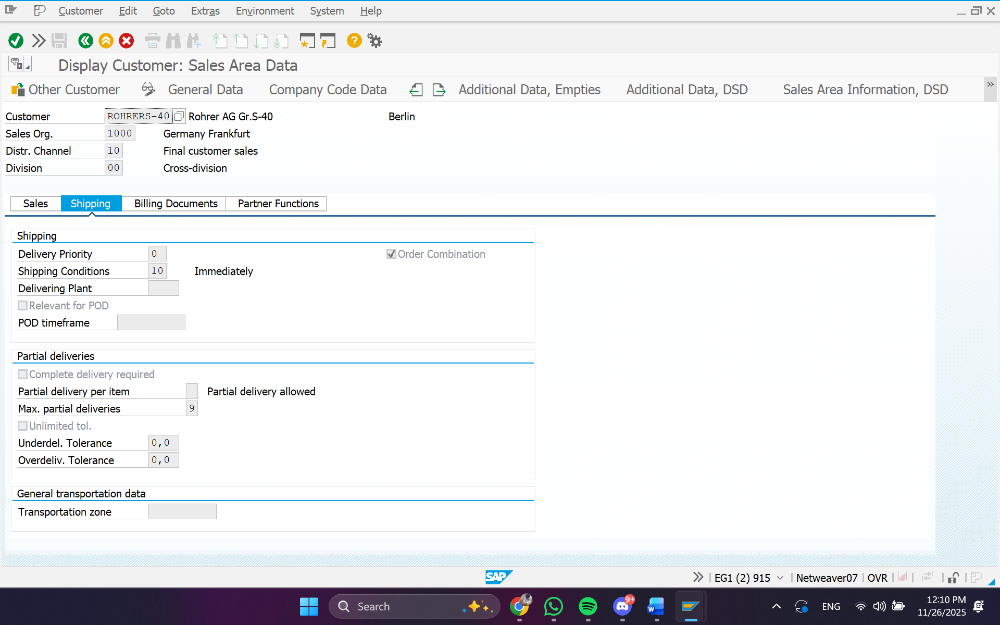 Customer Edit Goto Extras Environment System Help
Display Customer: Sales Area Data
Other Customer General Data Company Code Data Additional Data, Empties Additional Data, DSD Sales Area Information, DSD
Customer ROHRERS-40 Rohrer AG Gr.S-40 Berlin
Sales Org. 1000 Germany Frankfurt
Distr. Channel 10 Final customer sales
Division 00 Cross-division
Sales Shipping Billing Documents Partner Functions
Shipping
Delivery Priority 0 Order Combination
Shipping Conditions 10 Immediately
Delivering Plant
Relevant for POD
POD timeframe
Partial deliveries
Complete delivery required
Partial delivery per item Partial delivery allowed
Max. partial deliveries 9
Unlimited tol.
Underdel. Tolerance 0,0
Overdeliv. Tolerance 0,0
General transportation data
Transportation zone
SAP EG1 (2) 915 Netweaver07 OVR
Search 9+ ENG 12:10 PM
11/26/2025